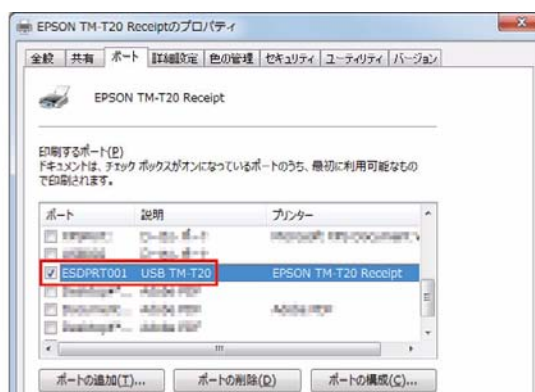 EPSON TM-T20 Receiptのプロパティ
全般 共有 ポート 詳細設定 色の管理 セキュリティ ユーティリティ バージョン
EPSON TM-T20 Receipt
印刷するポート(P)
ドキュメントは、チェック ボックスがオンになっているポートのうち、最初に利用可能なもの
で印刷されます。
ポート 説明 プリンター
ESDPRT001 USB TM-T20 EPSON TM-T20 Receipt
ポートの追加(T)... ポートの削除(D) ポートの構成(C)...